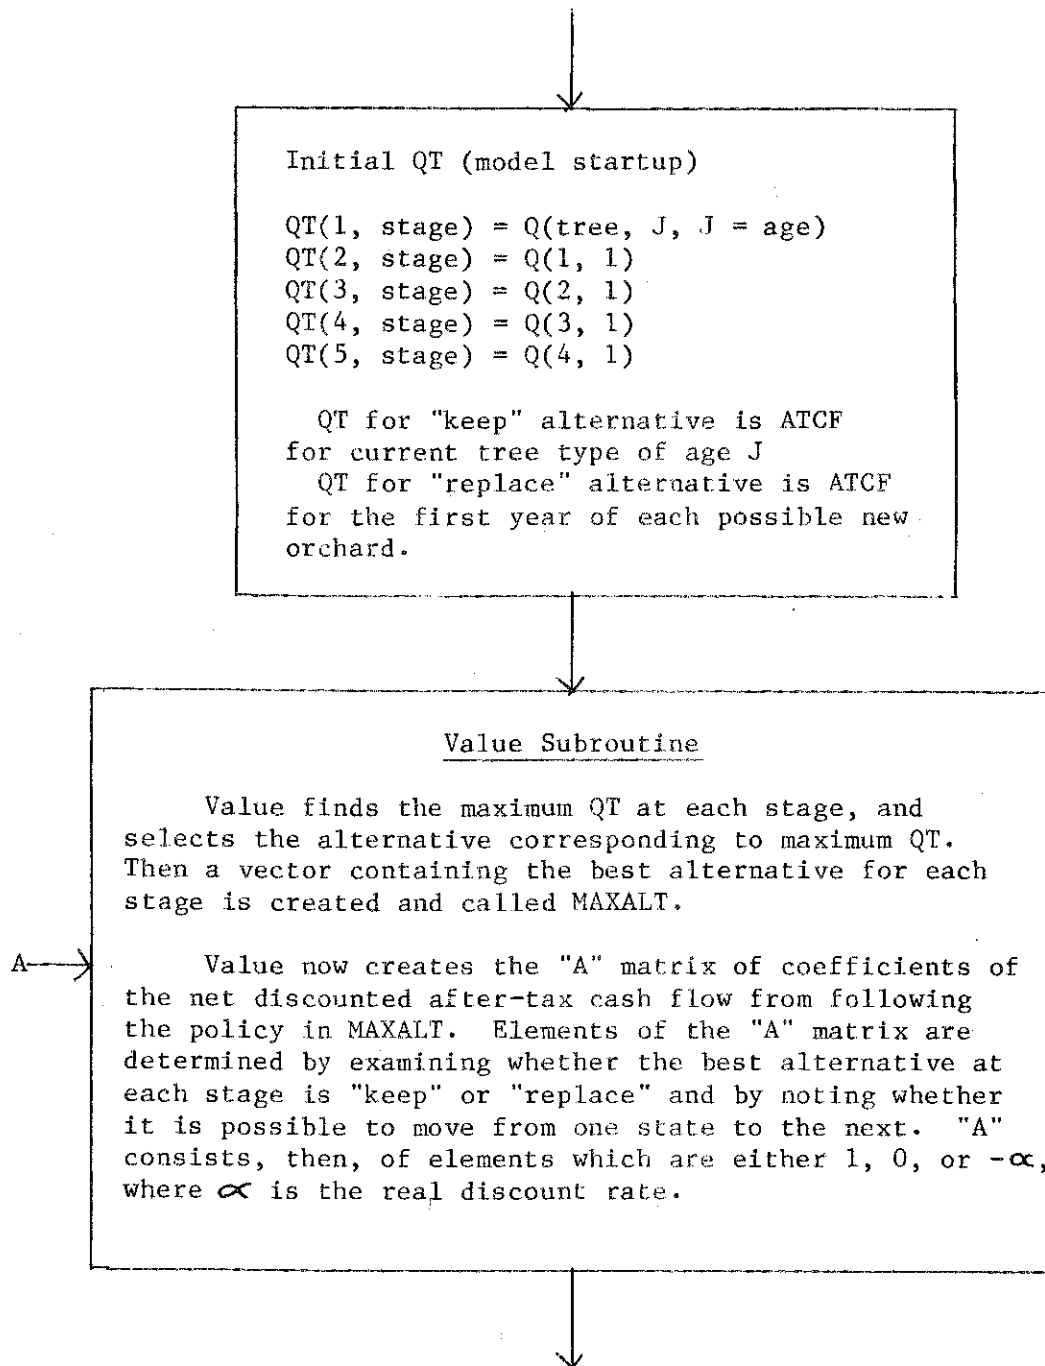 Initial QT (model startup)
QT(1, stage) = Q(tree, J, J = age)
QT(2, stage) = Q(1, 1)
QT(3, stage) = Q(2, 1)
QT(4, stage) = Q(3, 1)
QT(5, stage) = Q(4, 1)
QT for "keep" alternative is ATCF
for current tree type of age J
QT for "replace" alternative is ATCF
for the first year of each possible new
orchard.
Value Subroutine
Value finds the maximum QT at each stage, and
selects the alternative corresponding to maximum QT.
Then a vector containing the best alternative for each
stage is created and called MAXALT.
A
Value now creates the "A" matrix of coefficients of
the net discounted after-tax cash flow from following
the policy in MAXALT. Elements of the "A" matrix are
determined by examining whether the best alternative at
each stage is "keep" or "replace" and by noting whether
it is possible to move from one state to the next. "A"
consists, then, of elements which are either 1, 0, or -∝,
where ∝ is the real discount rate.